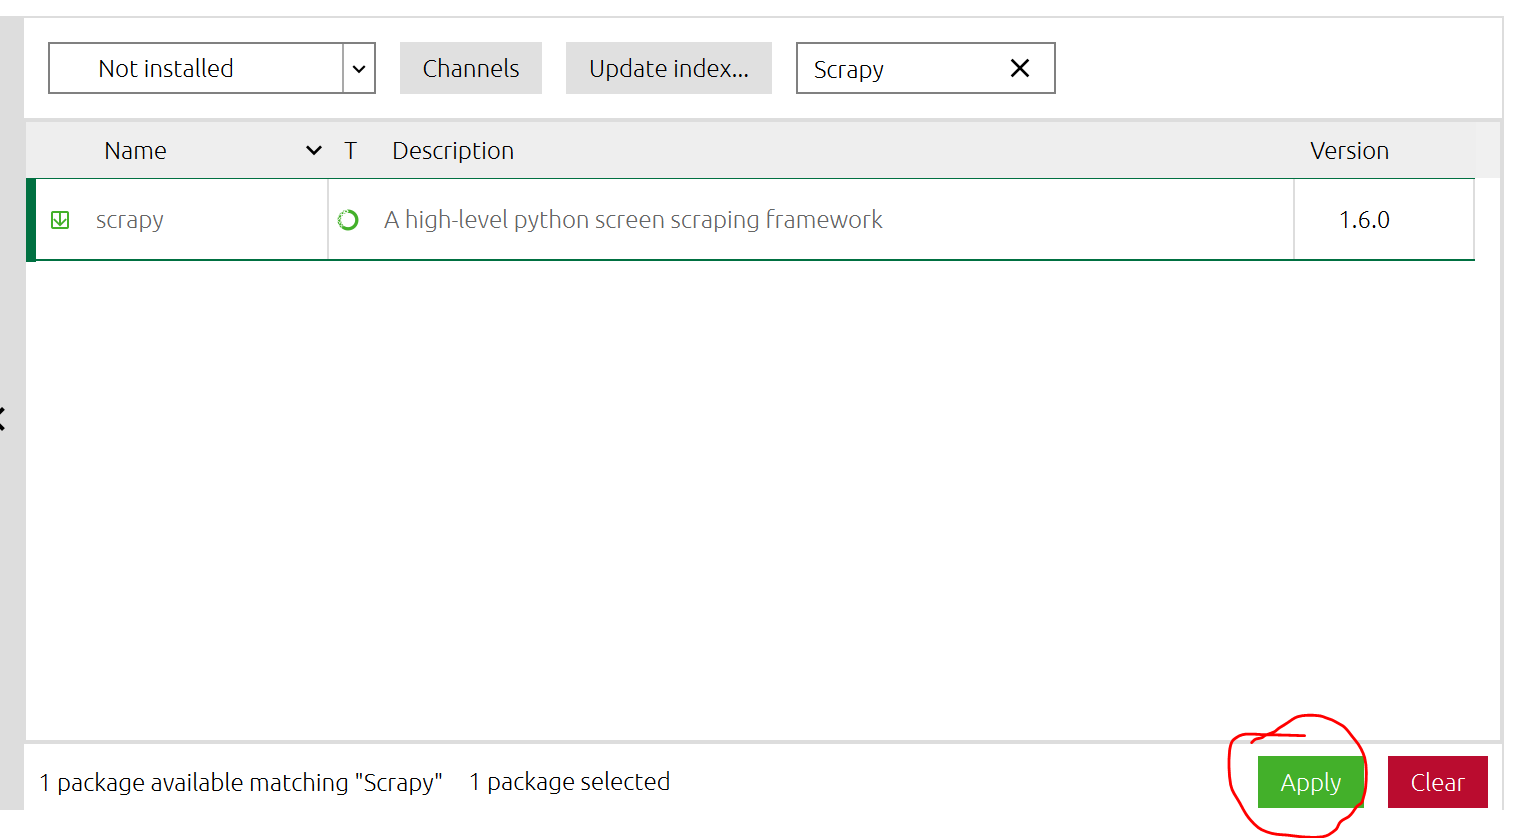 Not installed Channels Update index... Scrapy
Name T Description Version
scrapy A high-level python screen scraping framework 1.6.0
1 package available matching "Scrapy" 1 package selected Apply Clear